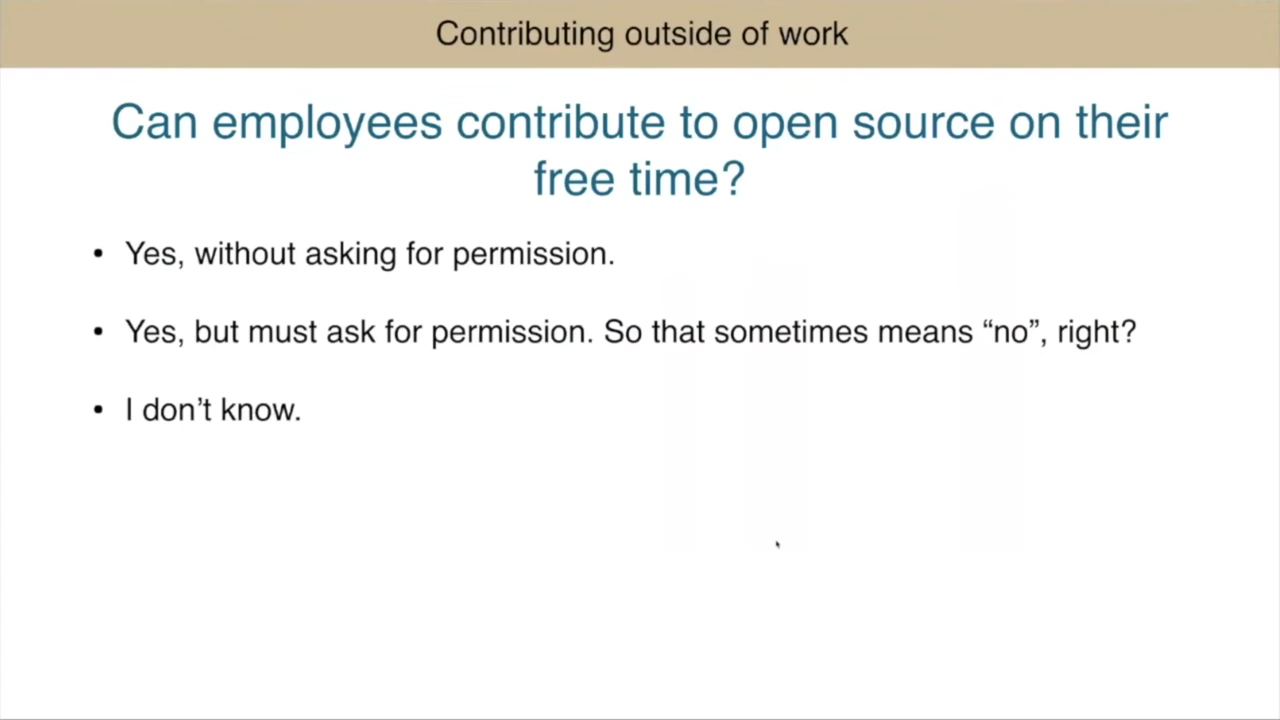 Contributing outside of work
Can employees contribute to open source on their
free time?
• Yes, without asking for permission.
• Yes, but must ask for permission. So that sometimes means “no”, right?
• I don’t know.